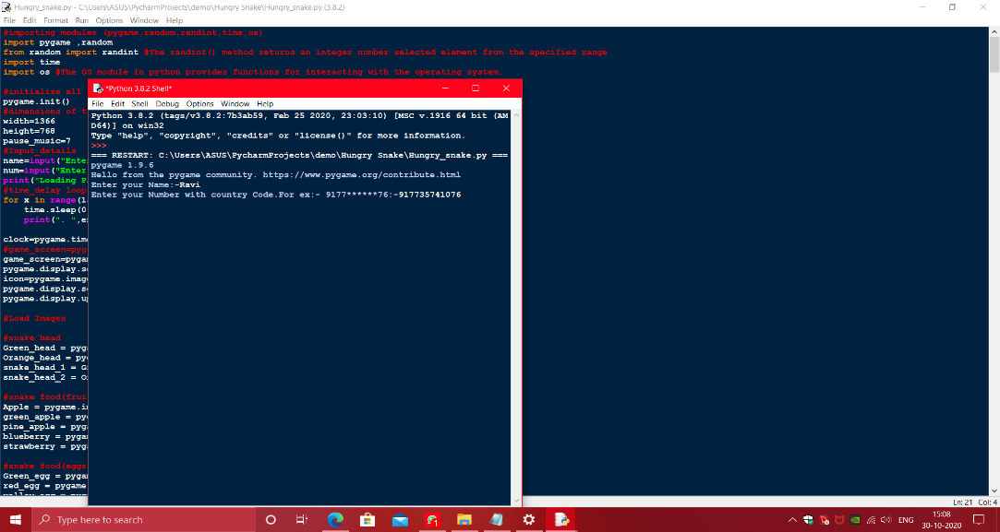 Hungry_snake.py - C:\Users\ASUS\PycharmProjects\demo\Hungry Snake\Hungry_snake.py (3.8.2)
File Edit Format Run Options Window Help
#importing modules (pygame,random,randint,time,os)
import pygame ,random
from random import randint #The randint() method returns an integer number selected element from the specified range.
import time
import os #The OS module in python provides functions for interacting with the operating system.
#initialize all
pygame.init()
#dimensions of t
width=1366
height=768
pause_music=7
#Input_details
name=input("Ente
num=input("Enter
print("Loading P
#time_delay loop
for x in range(1
time.sleep(0
print(". ",e
clock=pygame.time
#game_screen=pyg
game_screen=pygam
pygame.display.se
icon=pygame.image
pygame.display.se
pygame.display.up
#Load Images
#snake head
Green_head = pyga
Orange_head = pyg
snake_head_1 = G
snake_head_2 = O
#snake food(frui
Apple = pygame.im
green_apple = pyg
pine_apple = pyga
blueberry = pygam
strawberry = pyga
#snake food(eggs
Green_egg = pygam
red_egg = pygame
*Python 3.8.2 Shell*
File Edit Shell Debug Options Window Help
Python 3.8.2 (tags/v3.8.2:7b3ab59, Feb 25 2020, 23:03:10) [MSC v.1916 64 bit (AM
D64)] on win32
Type "help", "copyright", "credits" or "license()" for more information.
>>>
=== RESTART: C:\Users\ASUS\PycharmProjects\demo\Hungry Snake\Hungry_snake.py ===
pygame 1.9.6
Hello from the pygame community. https://www.pygame.org/contribute.html
Enter your Name:-Ravi
Enter your Number with country Code.For ex:- 9177******76:-917735741076
Ln: 21 Col: 4
Type here to search
ENG
15:08
30-10-2020